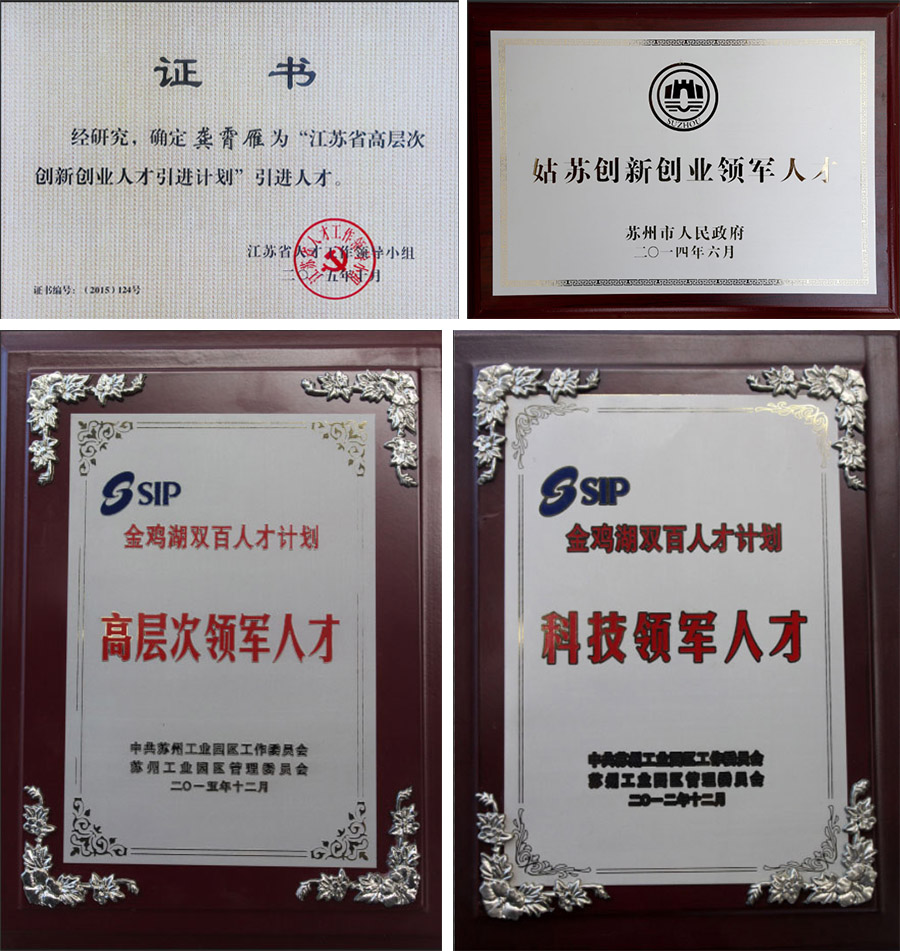 证 书
经研究，确定龚霄雁为“江苏省高层次
创新创业人才引进计划”引进人才。
江苏省人才工作领导小组
二〇一五年十月
证书编号：（2015）124号
SUZHOU
姑苏创新创业领军人才
苏州市人民政府
二〇一四年六月
SIP
金鸡湖双百人才计划
高层次领军人才
中共苏州工业园区工作委员会
苏州工业园区管理委员会
二〇一五年十二月
SIP
金鸡湖双百人才计划
科技领军人才
中共苏州工业园区工作委员会
苏州工业园区管理委员会
二〇一二年十二月